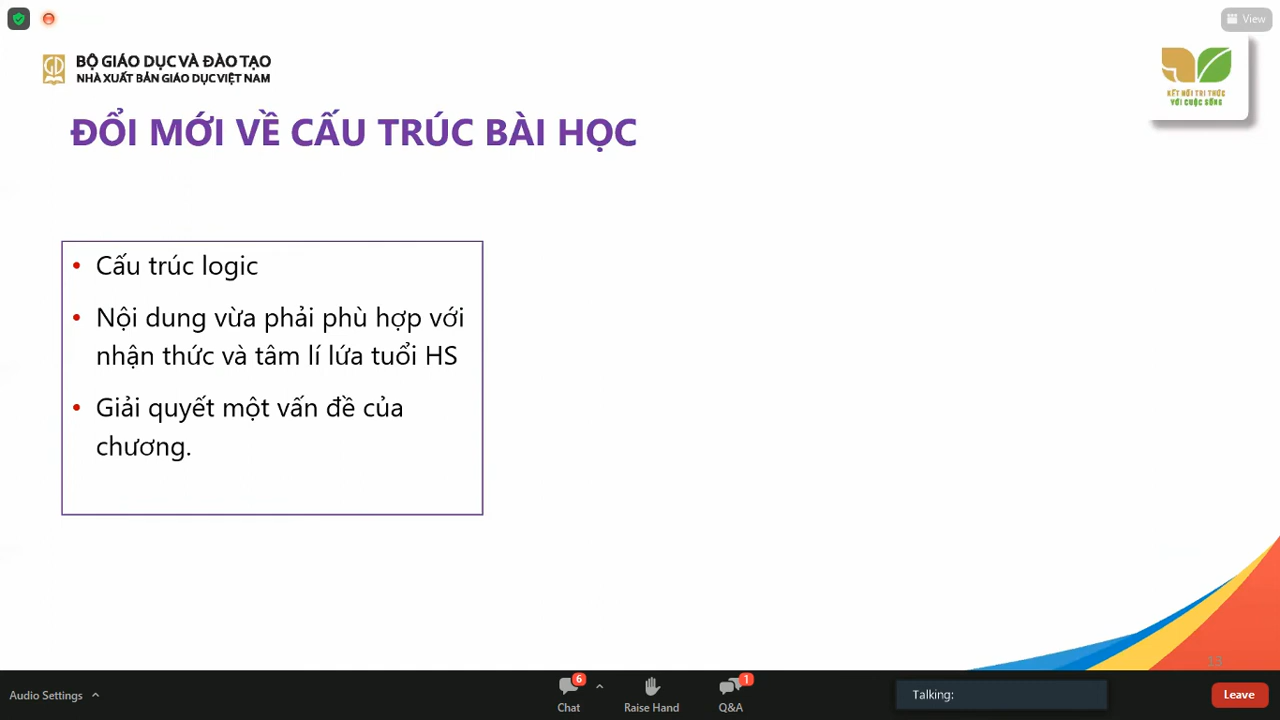 View
BỘ GIÁO DỤC VÀ ĐÀO TẠO
NHÀ XUẤT BẢN GIÁO DỤC VIỆT NAM
KẾT NỐI TRI THỨC
VỚI CUỘC SỐNG
ĐỔI MỚI VỀ CẤU TRÚC BÀI HỌC
• Cấu trúc logic
• Nội dung vừa phải phù hợp với
nhận thức và tâm lí lứa tuổi HS
• Giải quyết một vấn đề của
chương.
Audio Settings
6
Chat
Raise Hand
1
Q&A
Talking:
Leave